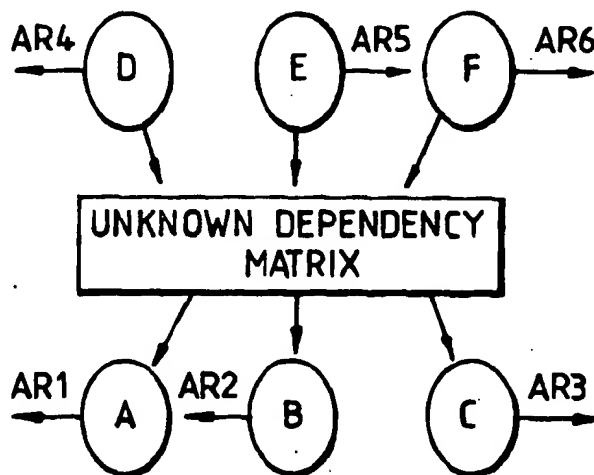 AR4 D E AR5 F AR6
UNKNOWN DEPENDENCY
MATRIX
AR1 A AR2 B C AR3